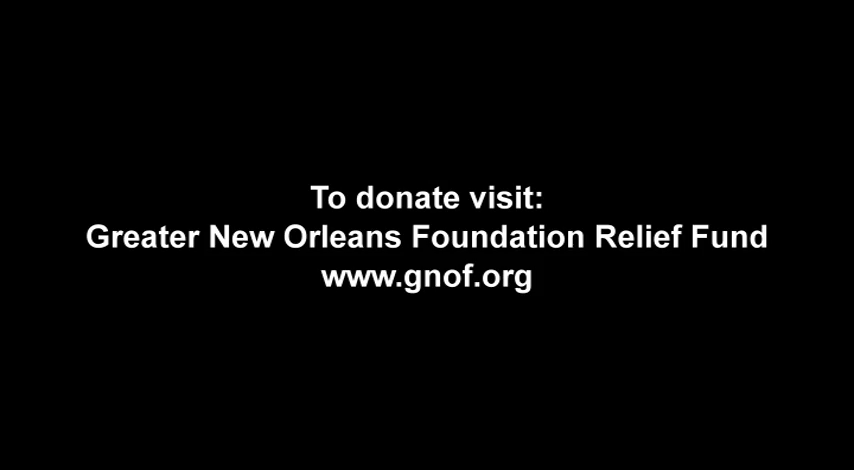 To donate visit:
Greater New Orleans Foundation Relief Fund
www.gnof.org